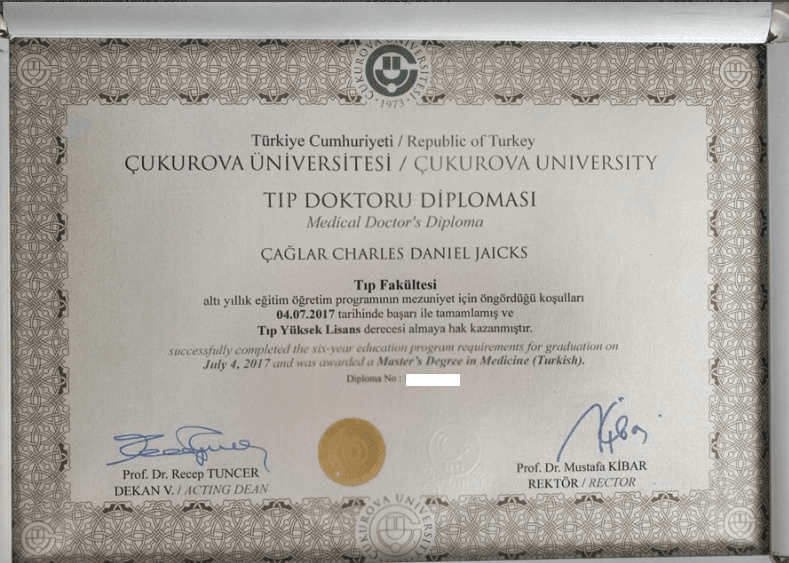 ÇUKUROVA ÜNİVERSİTESİ
·1973·
Türkiye Cumhuriyeti / Republic of Turkey
ÇUKUROVA ÜNİVERSİTESİ / ÇUKUROVA UNIVERSITY
TIP DOKTORU DİPLOMASI
Medical Doctor's Diploma
ÇAĞLAR CHARLES DANIEL JAICKS
Tıp Fakültesi
altı yıllık eğitim öğretim programının mezuniyet için öngördüğü koşulları
04.07.2017 tarihinde başarı ile tamamlamış ve
Tıp Yüksek Lisans derecesi almaya hak kazanmıştır.
successfully completed the six-year education program requirements for graduation on
July 4, 2017 and was awarded a Master's Degree in Medicine (Turkish).
Diploma No :
Prof. Dr. Recep TUNCER
DEKAN V. / ACTING DEAN
Prof. Dr. Mustafa KİBAR
REKTÖR / RECTOR
ÇUKUROVA